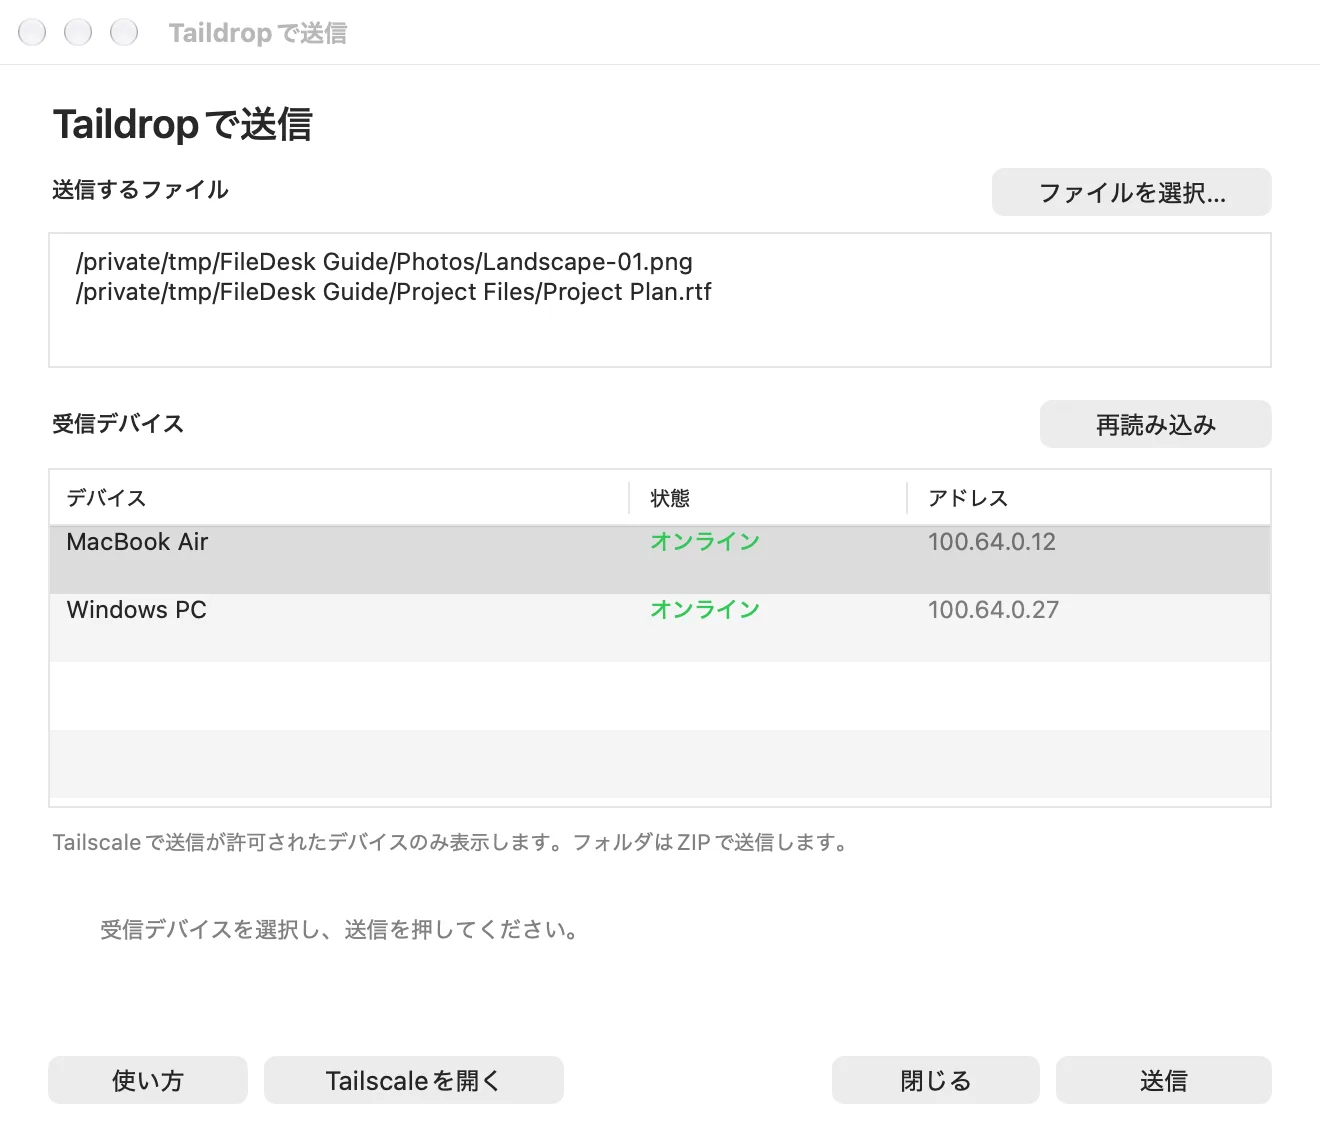 Taildropで送信
Taildropで送信
送信するファイル
ファイルを選択...
/private/tmp/FileDesk Guide/Photos/Landscape-01.png
/private/tmp/FileDesk Guide/Project Files/Project Plan.rtf
受信デバイス
再読み込み
デバイス 状態 アドレス
MacBook Air オンライン 100.64.0.12
Windows PC オンライン 100.64.0.27
Tailscaleで送信が許可されたデバイスのみ表示します。フォルダはZIPで送信します。
受信デバイスを選択し、送信を押してください。
使い方 Tailscaleを開く 閉じる 送信